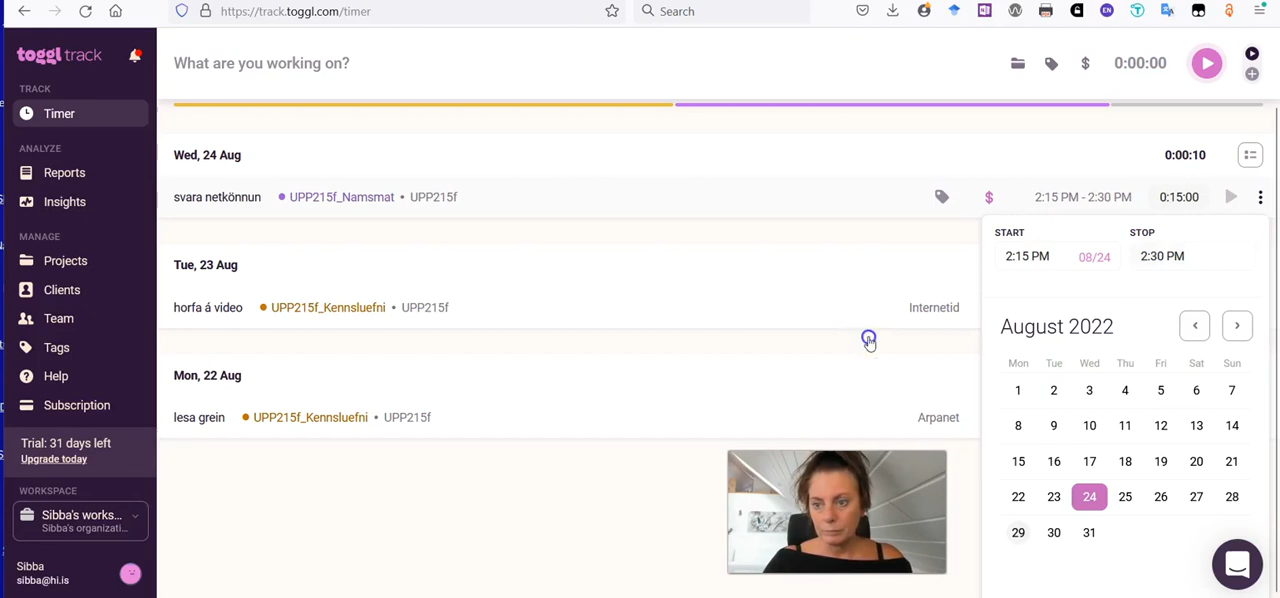 https://track.toggl.com/timer
Search
EN
toggl track
What are you working on?
$
0:00:00
TRACK
Timer
ANALYZE
Reports
Insights
MANAGE
Projects
Clients
Team
Tags
Help
Subscription
Trial: 31 days left
Upgrade today
WORKSPACE
Sibba's works...
Sibba's organizati...
Sibba
sibba@hi.is
Wed, 24 Aug
0:00:10
svara netkönnun • UPP215f_Namsmat • UPP215f
$
2:15 PM - 2:30 PM
0:15:00
Tue, 23 Aug
horfa á video • UPP215f_Kennsluefni • UPP215f
Internetid
Mon, 22 Aug
lesa grein • UPP215f_Kennsluefni • UPP215f
Arpanet
START
STOP
2:15 PM
08/24
2:30 PM
August 2022
Mon Tue Wed Thu Fri Sat Sun
1 2 3 4 5 6 7
8 9 10 11 12 13 14
15 16 17 18 19 20 21
22 23 24 25 26 27 28
29 30 31